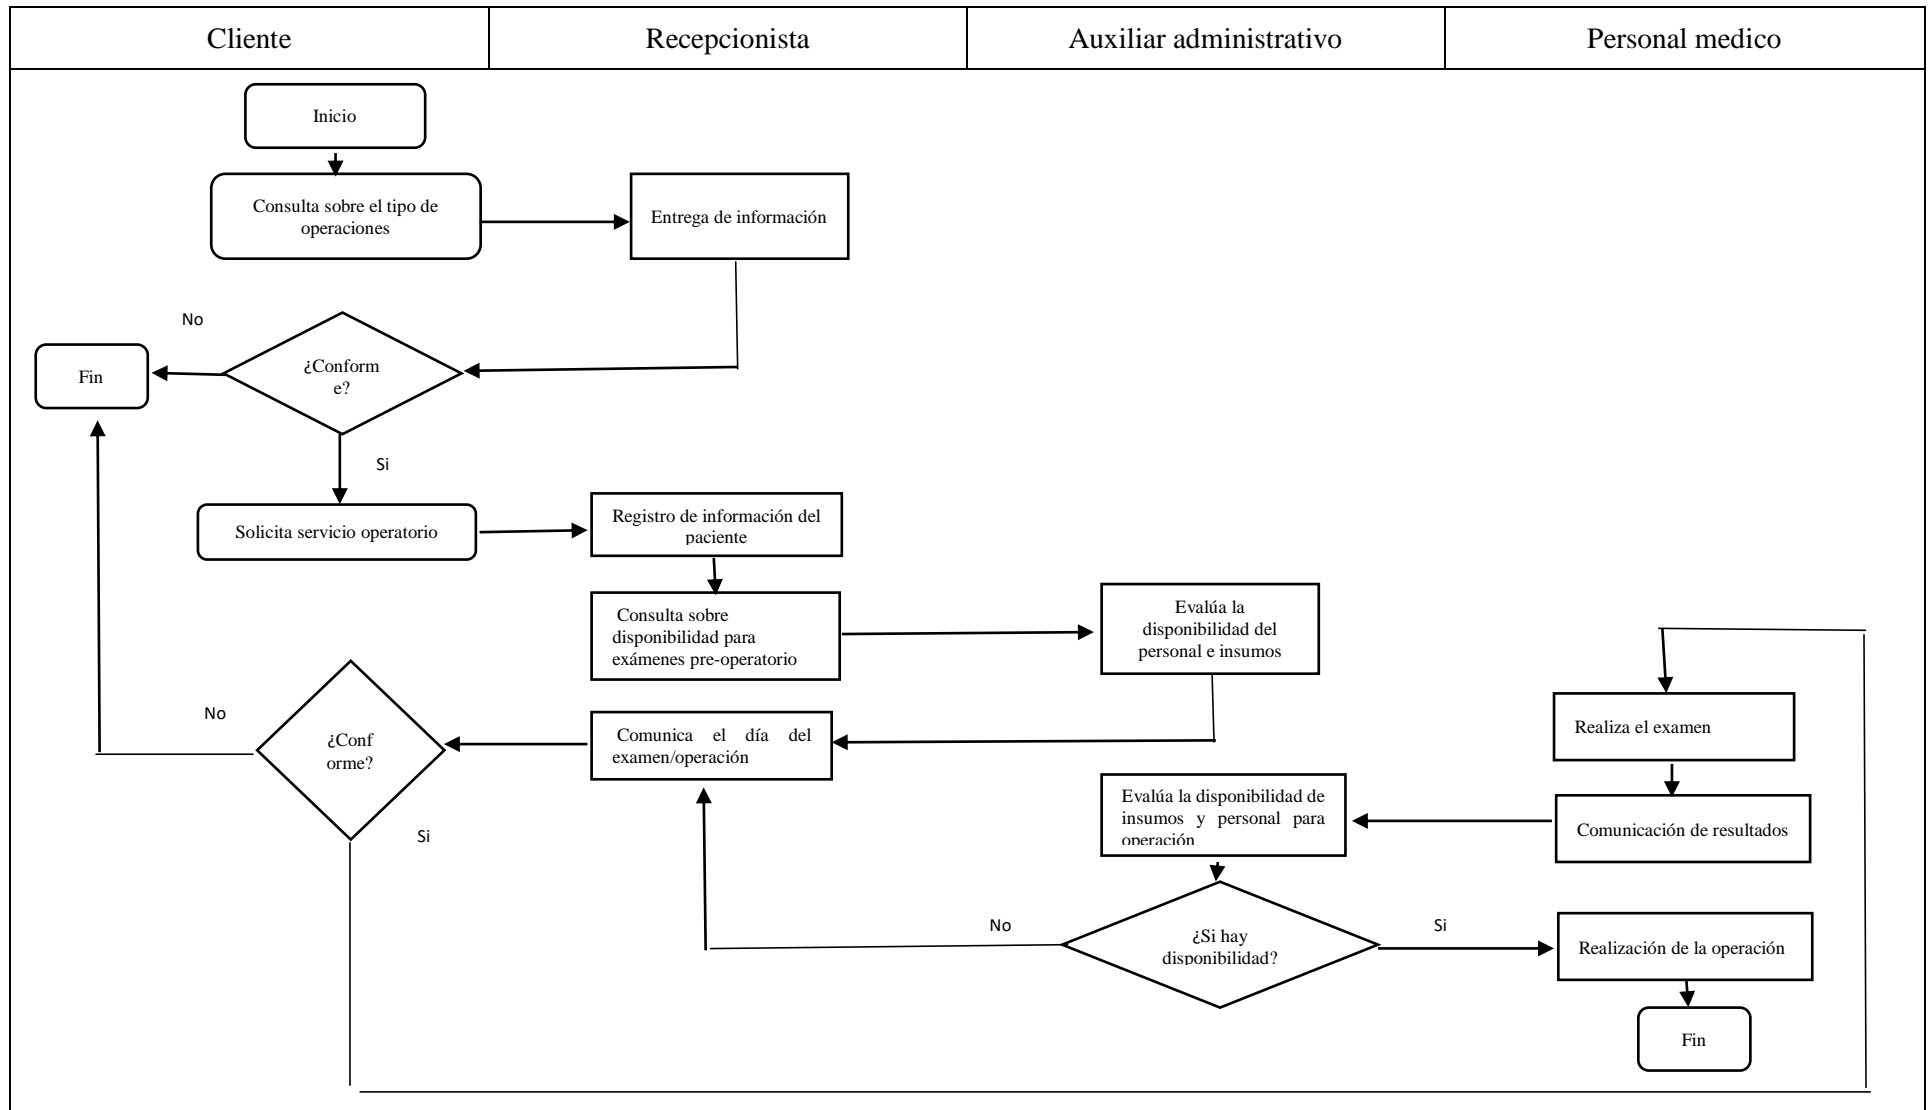 Cliente
Recepcionista
Auxiliar administrativo
Personal medico
Inicio
Consulta sobre el tipo de
operaciones
Entrega de información
No
Fin
¿Conform
e?
Si
Solicita servicio operatorio
Registro de información del
paciente
Consulta sobre
disponibilidad para
exámenes pre-operatorio
Evalúa la
disponibilidad del
personal e insumos
No
¿Conf
orme?
Si
Comunica el día del
examen/operación
Realiza el examen
Evalúa la disponibilidad de
insumos y personal para
operación
Comunicación de resultados
No
¿Si hay
disponibilidad?
Si
Realización de la operación
Fin